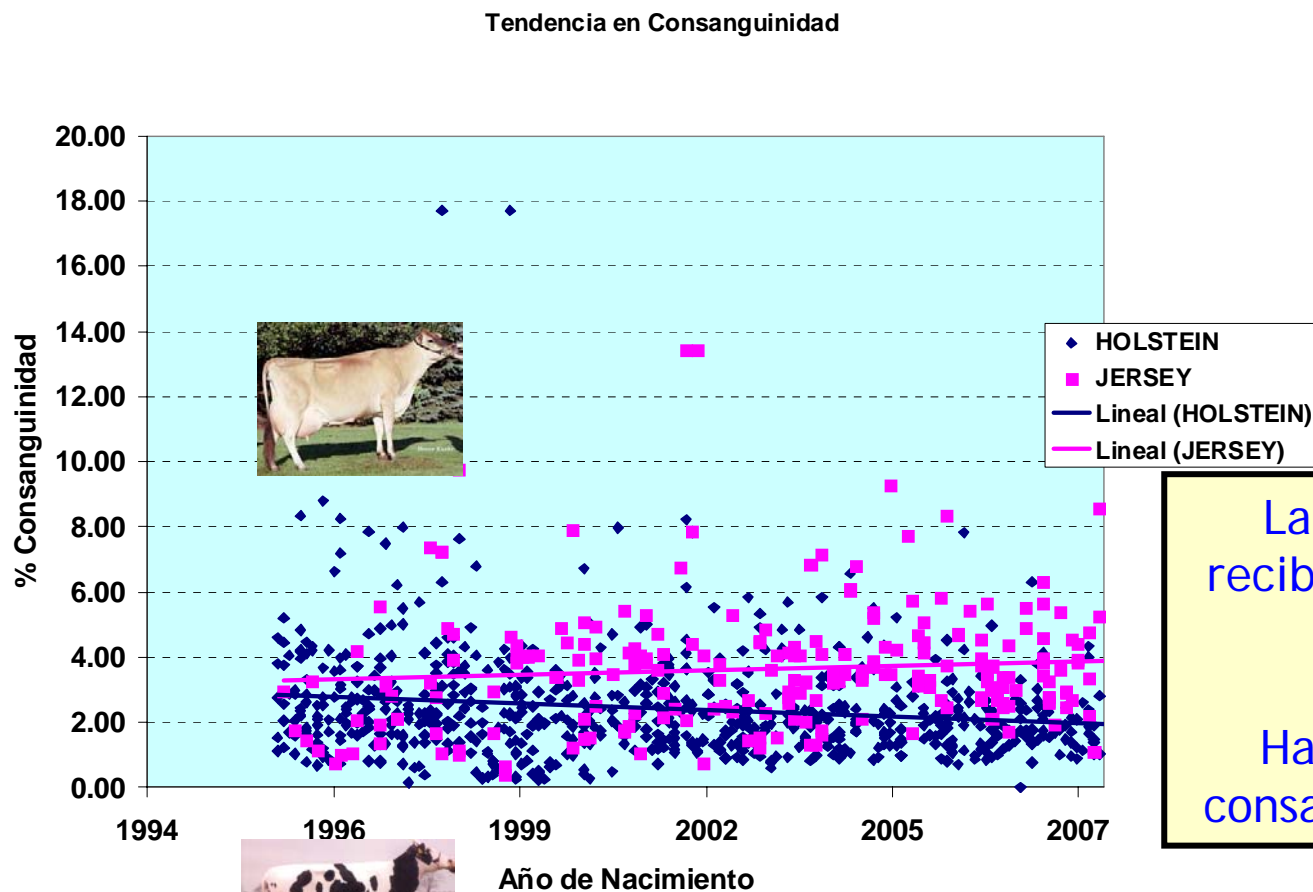 Tendencia en Consanguinidad
20.00
18.00
16.00
14.00
12.00
10.00
8.00
6.00
4.00
2.00
0.00
% Consanguinidad
1994 1996 1999 2002 2005 2007
Año de Nacimiento
HOLSTEIN
JERSEY
Lineal (HOLSTEIN)
Lineal (JERSEY)
La
recib
Ha
consa